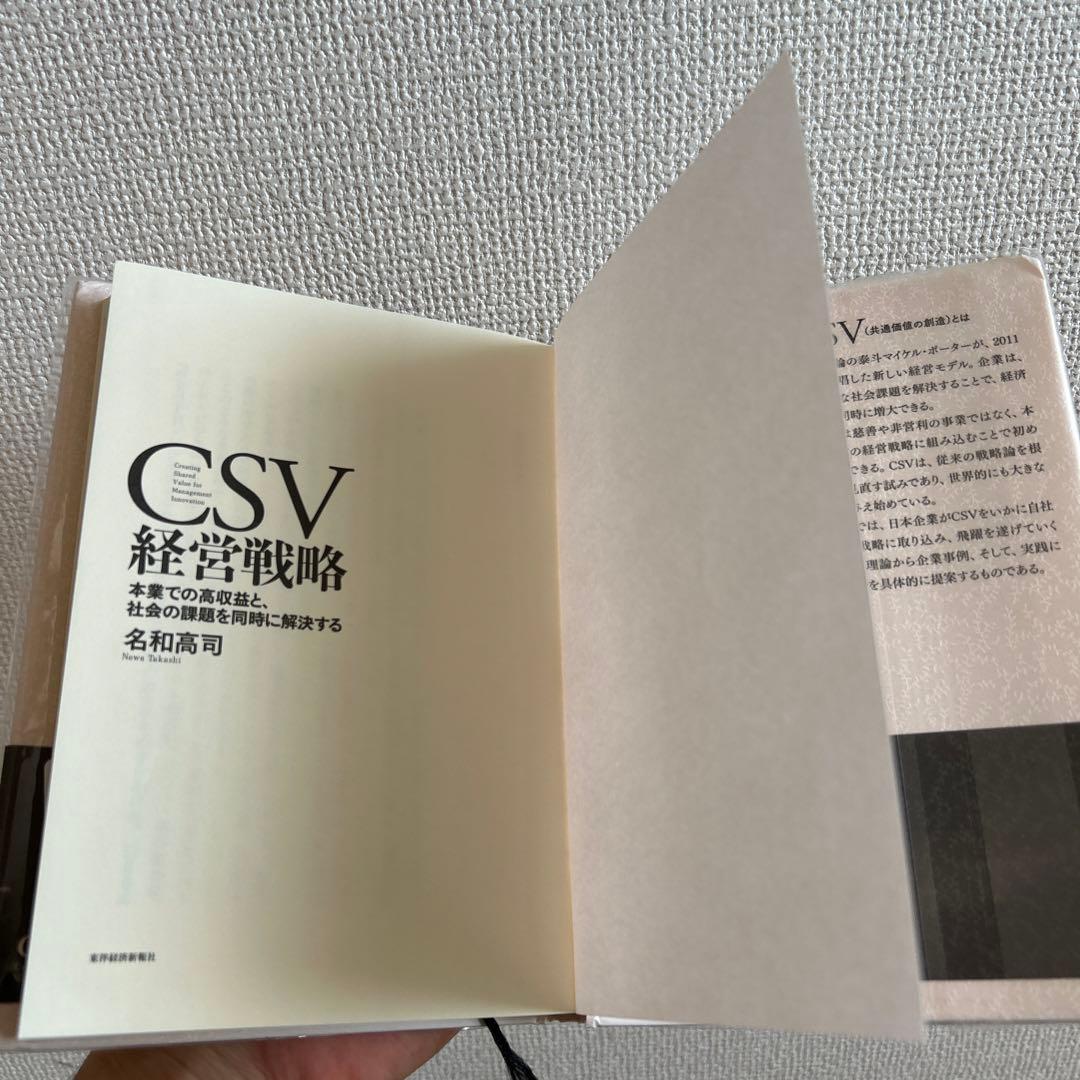 CSV
Creating
Shared
Value for
Management
Innovation
経営戦略
本業での高収益と、
社会の課題を同時に解決する
名和高司
Nawa Takashi
東洋経済新報社
SV(共通価値の創造)とは
論の泰斗マイケル・ポーターが、2011
唱した新しい経営モデル。企業は、
な社会課題を解決することで、経済
同時に増大できる。
は慈善や非営利の事業ではなく、本
の経営戦略に組み込むことで初め
できる。CSVは、従来の戦略論を根
見直す試みであり、世界的にも大きな
与え始めている。
では、日本企業がCSVをいかに自社
戦略に取り込み、飛躍を遂げていく
理論から企業事例、そして、実践に
を具体的に提案するものである。